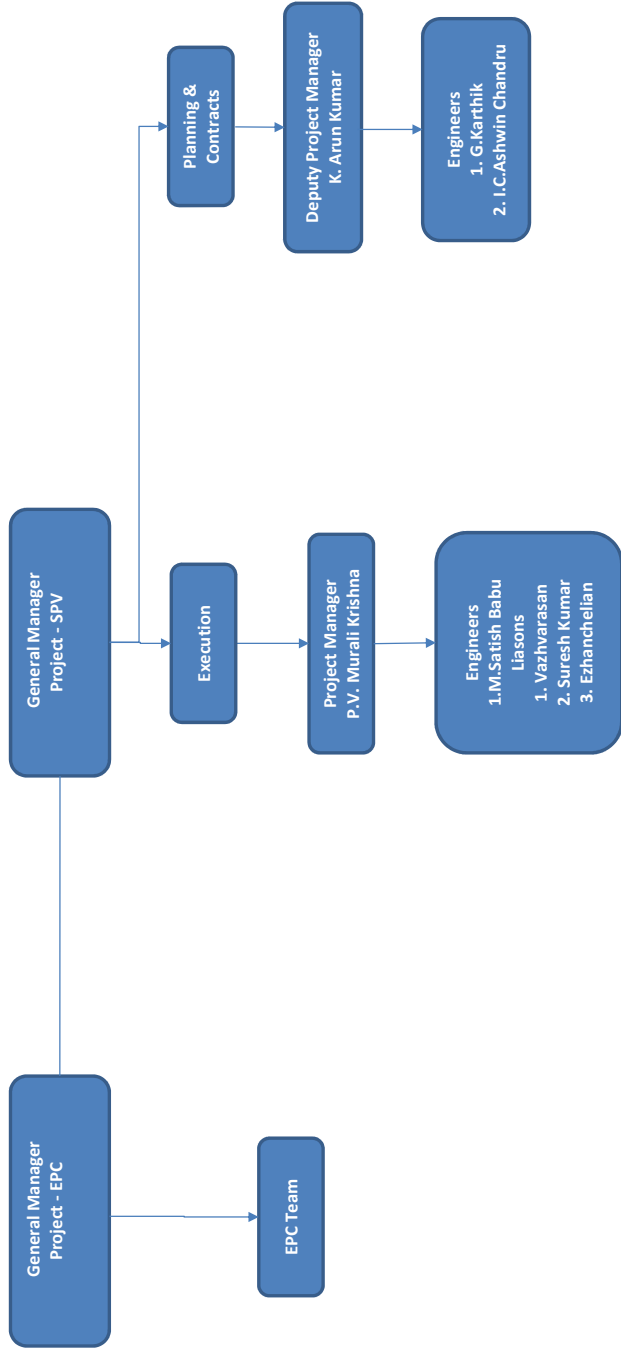 General Manager
Project - EPC
EPC Team
General Manager
Project - SPV
Execution
Project Manager
P.V. Murali Krishna
Engineers
1.M.Satish Babu
Liasons
1. Vazhvarasan
2. Suresh Kumar
3. Ezhanchelian
Planning &
Contracts
Deputy Project Manager
K. Arun Kumar
Engineers
1. G.Karthik
2. I.C.Ashwin Chandru